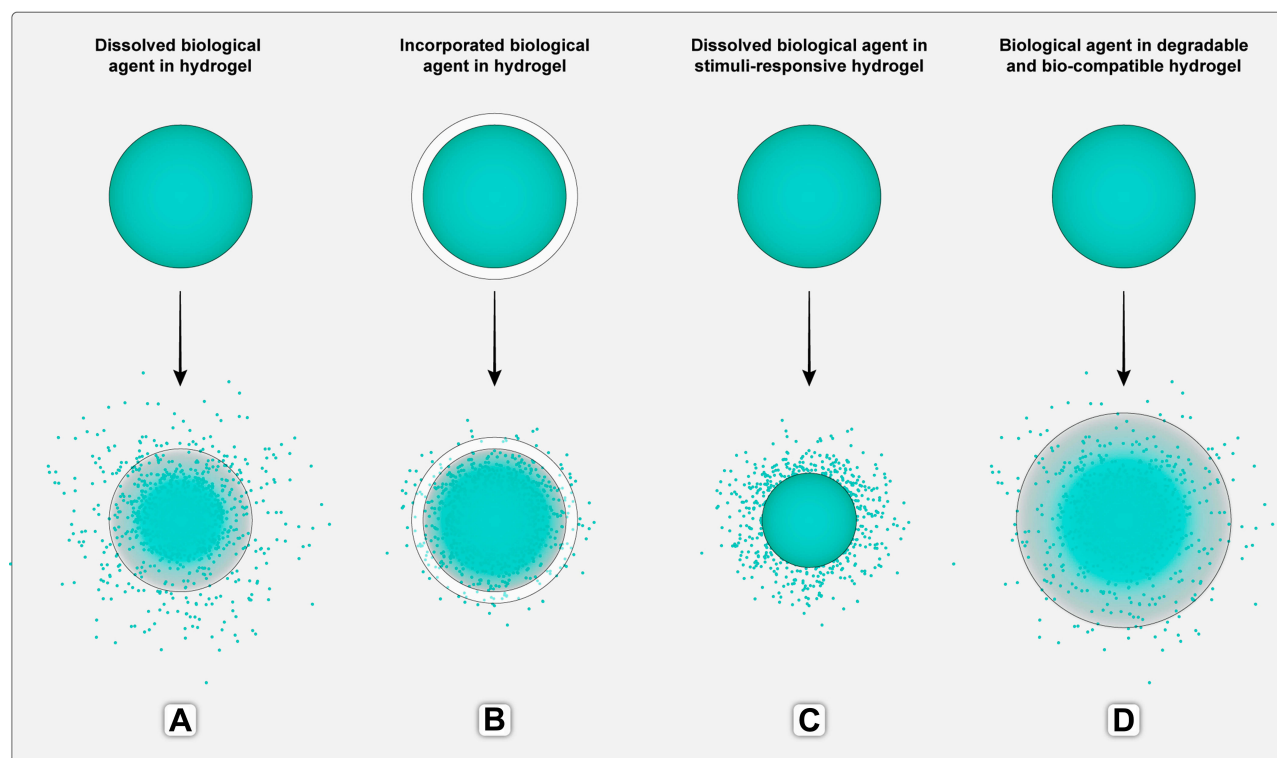 Dissolved biological
agent in hydrogel
Incorporated biological
agent in hydrogel
Dissolved biological agent in
stimuli-responsive hydrogel
Biological agent in degradable
and bio-compatible hydrogel
A
B
C
D